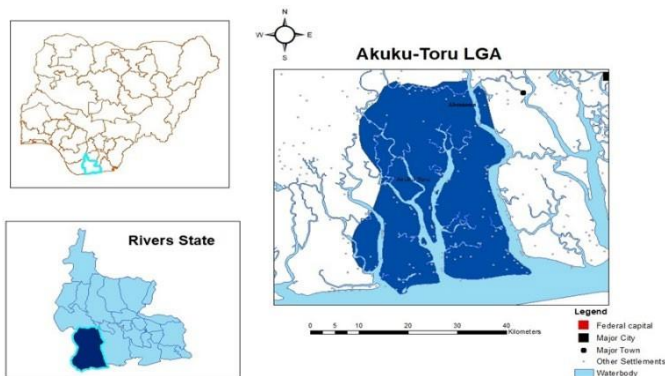 N
W E
S
Akuku-Toru LGA
Rivers State
0 5 10 20 30 40
Kilometers
Legend
Federal capital
Major City
Major Town
Other Settlements
Waterbody